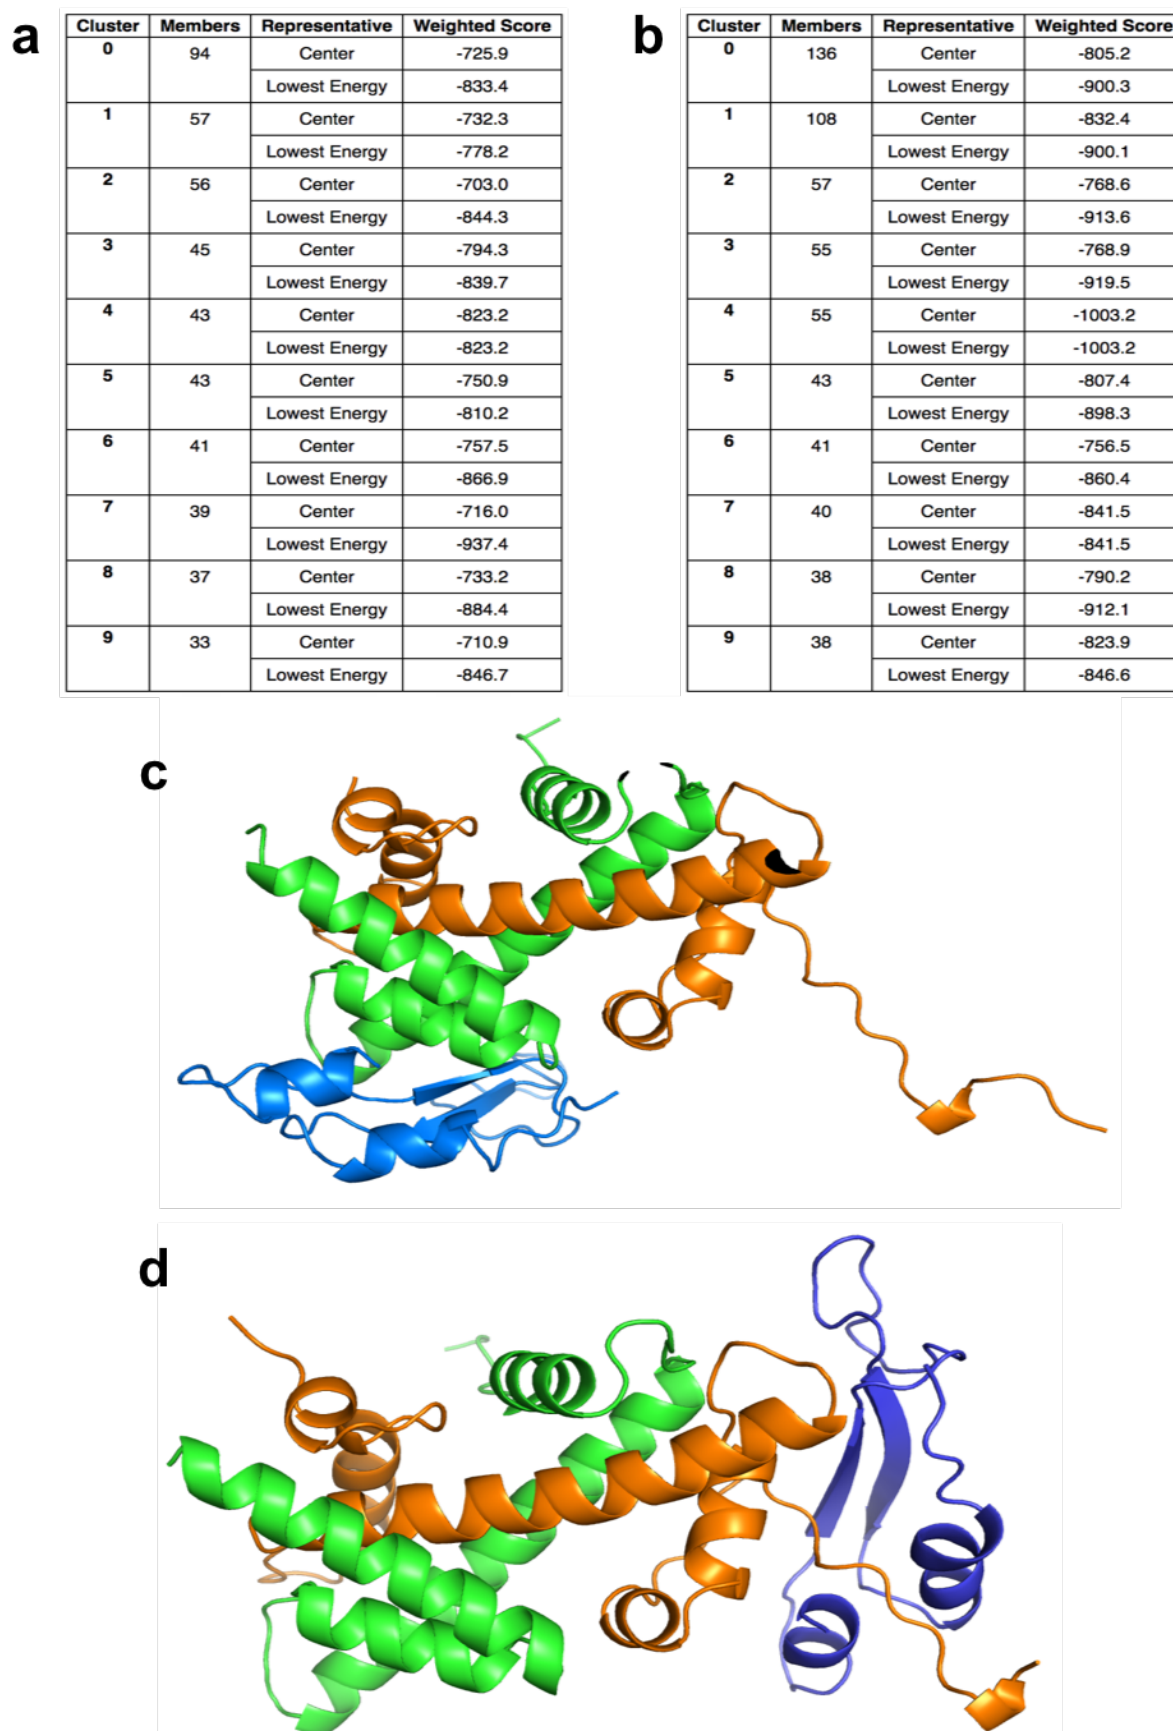 a
Cluster Members Representative Weighted Score
0 94 Center -725.9
Lowest Energy -833.4
1 57 Center -732.3
Lowest Energy -778.2
2 56 Center -703.0
Lowest Energy -844.3
3 45 Center -794.3
Lowest Energy -839.7
4 43 Center -823.2
Lowest Energy -823.2
5 43 Center -750.9
Lowest Energy -810.2
6 41 Center -757.5
Lowest Energy -866.9
7 39 Center -716.0
Lowest Energy -937.4
8 37 Center -733.2
Lowest Energy -884.4
9 33 Center -710.9
Lowest Energy -846.7
b
Cluster Members Representative Weighted Score
0 136 Center -805.2
Lowest Energy -900.3
1 108 Center -832.4
Lowest Energy -900.1
2 57 Center -768.6
Lowest Energy -913.6
3 55 Center -768.9
Lowest Energy -919.5
4 55 Center -1003.2
Lowest Energy -1003.2
5 43 Center -807.4
Lowest Energy -898.3
6 41 Center -756.5
Lowest Energy -860.4
7 40 Center -841.5
Lowest Energy -841.5
8 38 Center -790.2
Lowest Energy -912.1
9 38 Center -823.9
Lowest Energy -846.6
c
d